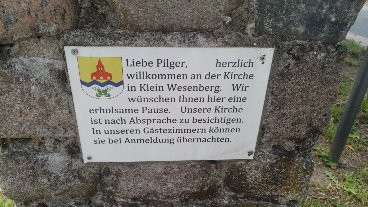 Liebe Pilger, herzlich
willkommen an der Kirche
in Klein Wesenberg. Wir
wünschen Ihnen hier eine
erholsame Pause. Unsere Kirche
ist nach Absprache zu besichtigen.
In unseren Gästezimmern können
sie bei Anmeldung übernachten.